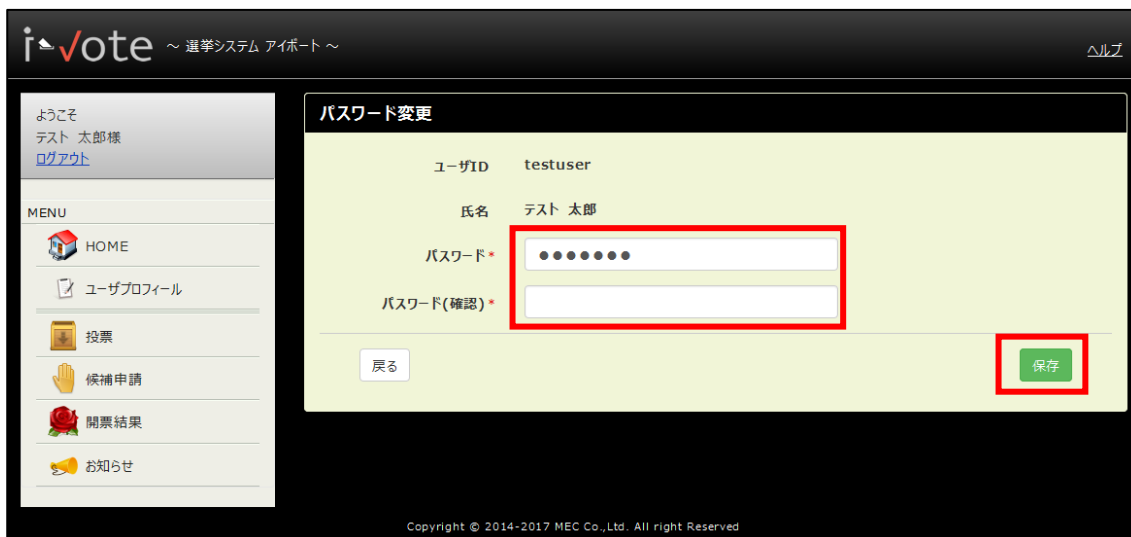 i-vote ～ 選挙システム アイボート ～
ヘルプ
ようこそ
テスト 太郎様
ログアウト
MENU
HOME
ユーザプロフィール
投票
候補申請
開票結果
お知らせ
パスワード変更
ユーザID testuser
氏名 テスト 太郎
パスワード* ●●●●●●●
パスワード(確認)*
戻る
保存
Copyright © 2014-2017 MEC Co.,Ltd. All right Reserved